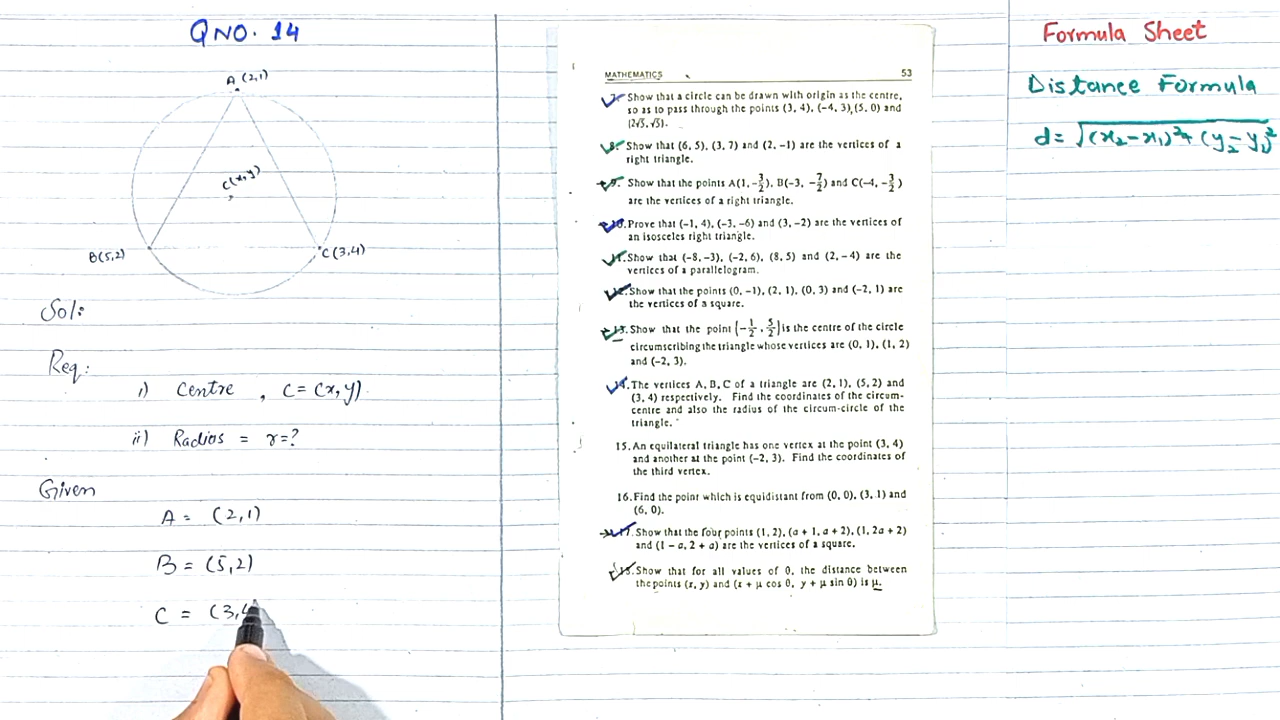 QNO. 14
A (2,1)
C(x,y)
B(5,2)
C(3,4)
Sol:
Req:
i) Centre , C = (x,y)
ii) Radios = r=?
Given
A = (2,1)
B = (5,2)
C = (3,4
MATHEMATICS 53
7. Show that a circle can be drawn with origin as the centre,
so as to pass through the points (3, 4), (−4, 3), (5, 0) and
(2√5, √5).
8. Show that (6, 5), (3, 7) and (2, −1) are the vertices of a
right triangle.
9. Show that the points A(1, −3/2), B(−3, −7/2) and C(−4, −3/2)
are the vertices of a right triangle.
10. Prove that (−1, 4), (−3, −6) and (3, −2) are the vertices of
an isosceles right triangle.
11. Show that (−8, −3), (−2, 6), (8, 5) and (2, −4) are the
vertices of a parallelogram.
12. Show that the points (0, −1), (2, 1), (0, 3) and (−2, 1) are
the vertices of a square.
13. Show that the point (−1/2, 5/2) is the centre of the circle
circumscribing the triangle whose vertices are (0, 1), (1, 2)
and (−2, 3).
14. The vertices A, B, C of a triangle are (2, 1), (5, 2) and
(3, 4) respectively. Find the coordinates of the circum-
centre and also the radius of the circum-circle of the
triangle.
15. An equilateral triangle has one vertex at the point (3, 4)
and another at the point (−2, 3). Find the coordinates of
the third vertex.
16. Find the point which is equidistant from (0, 0), (3, 1) and
(6, 0).
17. Show that the four points (1, 2), (a + 1, a + 2), (1, 2a + 2)
and (1 − a, 2 + a) are the vertices of a square.
18. Show that for all values of θ, the distance between
the points (x, y) and (x + μ cos θ, y + μ sin θ) is μ.
Formula Sheet
Distance Formula
d = √(x₂−x₁)²+(y₂−y₁)²